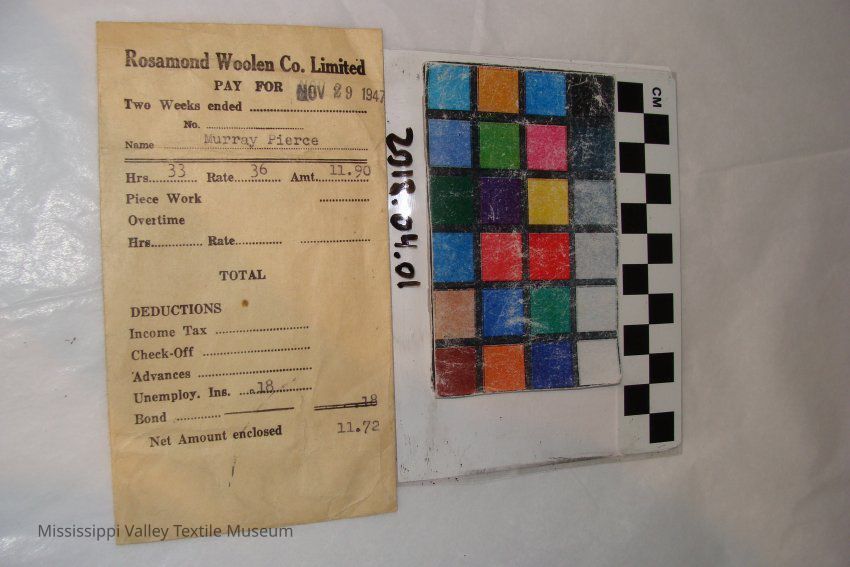 Rosamond Woolen Co. Limited
PAY FOR NOV 29 1947
Two Weeks ended
No.
Name Murray Pierce
Hrs. 33 Rate 36 Amt. 11.90
Piece Work
Overtime
Hrs. Rate
TOTAL
DEDUCTIONS
Income Tax
Check-Off
Advances
Unemploy. Ins. .18
.18
Bond
Net Amount enclosed 11.72
2018.04.01
CM
Mississippi Valley Textile Museum